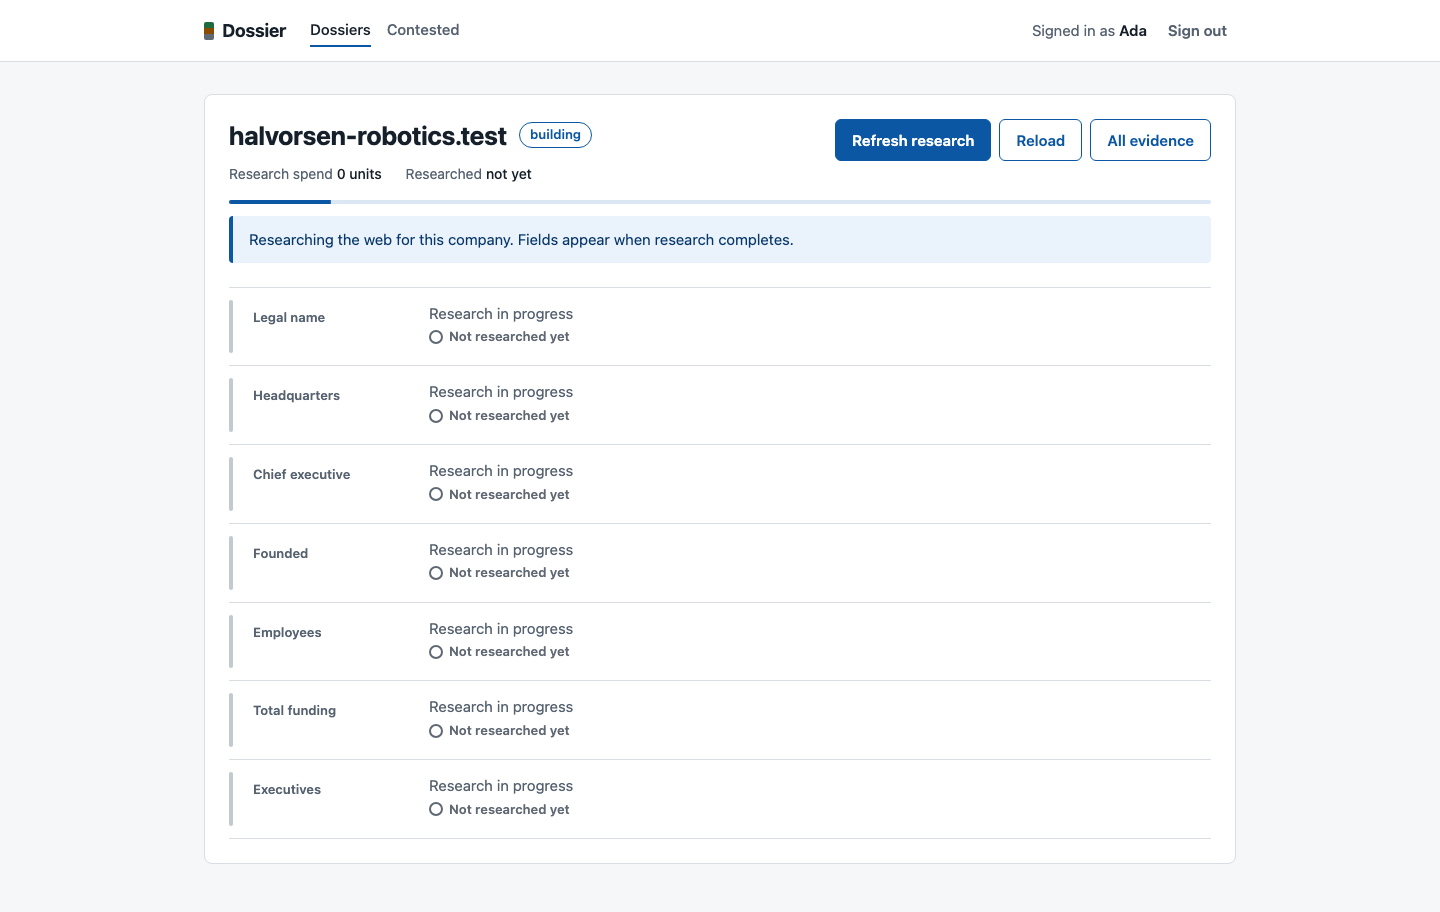 Dossier
Dossiers
Contested
Signed in as Ada
Sign out
halvorsen-robotics.test
building
Refresh research
Reload
All evidence
Research spend 0 units
Researched not yet
Researching the web for this company. Fields appear when research completes.
Legal name
Research in progress
Not researched yet
Headquarters
Research in progress
Not researched yet
Chief executive
Research in progress
Not researched yet
Founded
Research in progress
Not researched yet
Employees
Research in progress
Not researched yet
Total funding
Research in progress
Not researched yet
Executives
Research in progress
Not researched yet